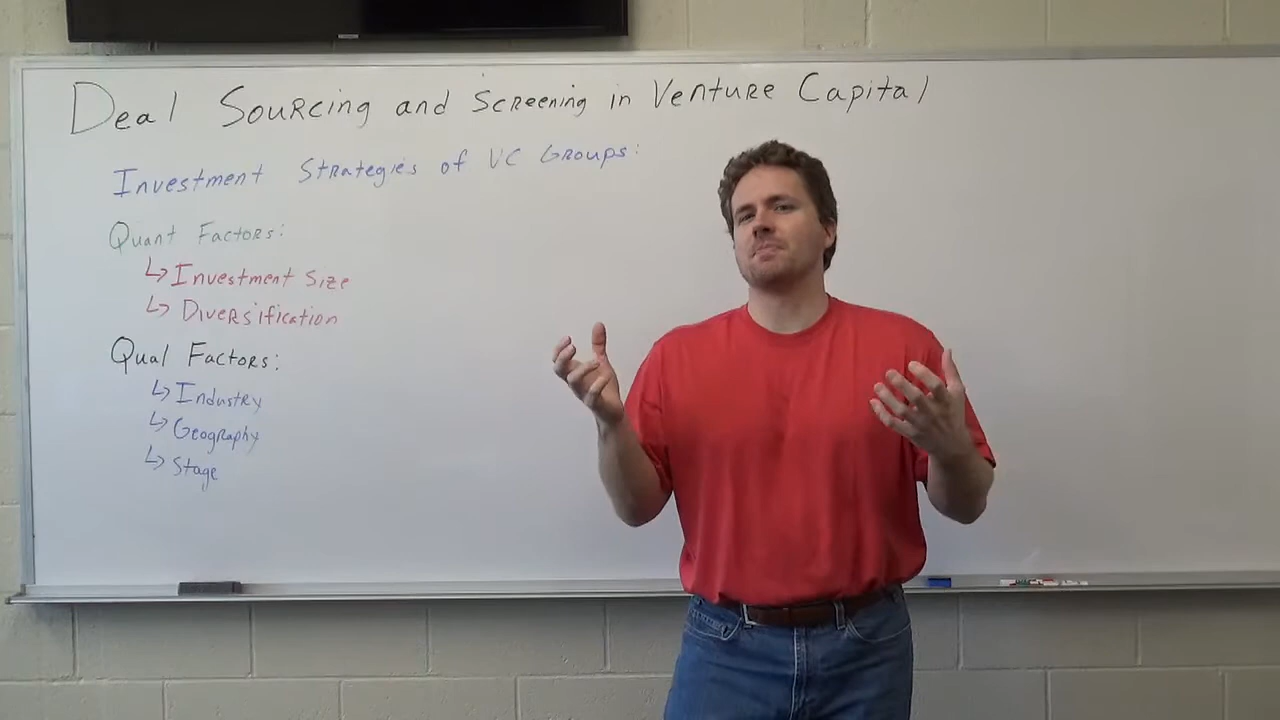 Deal Sourcing and Screening in Venture Capital
Investment Strategies of VC Groups:
Quant Factors:
↳ Investment Size
↳ Diversification
Qual Factors:
↳ Industry
↳ Geography
↳ Stage